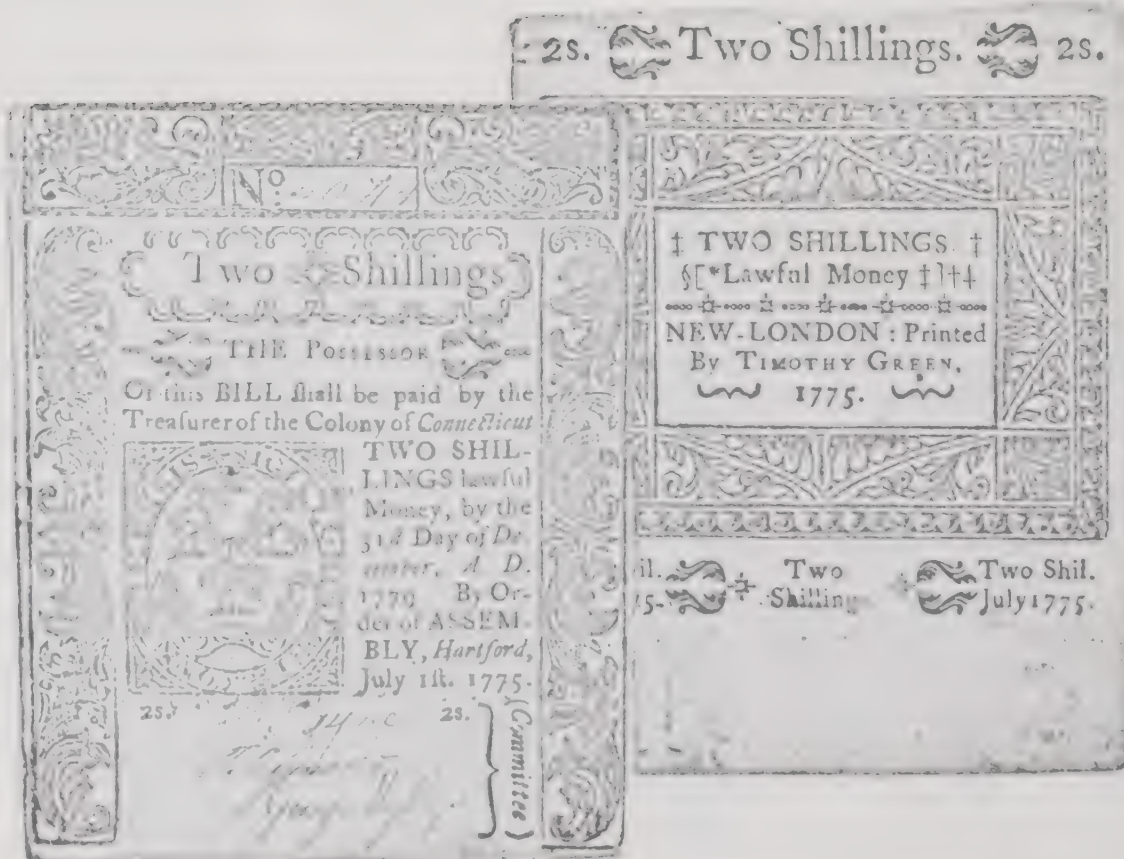 No.
Two Shillings
THE POSSESSOR
Of this BILL ſhall be paid by the
Treaſurer of the Colony of Connecticut
TWO SHIL-
LINGS lawful
Money, by the
31ſt Day of De-
cember, A D.
1779 By Or-
der of ASSEM-
BLY, Hartford,
July 1ſt. 1775.
2s. 2s.
(Committee)
2s. Two Shillings. 2s.
‡ TWO SHILLINGS. †
§[*Lawful Money ‡]†‡
NEW-LONDON : Printed
By TIMOTHY GREEN,
1775.
il. Two Two Shil.
75. Shilling July 1775.